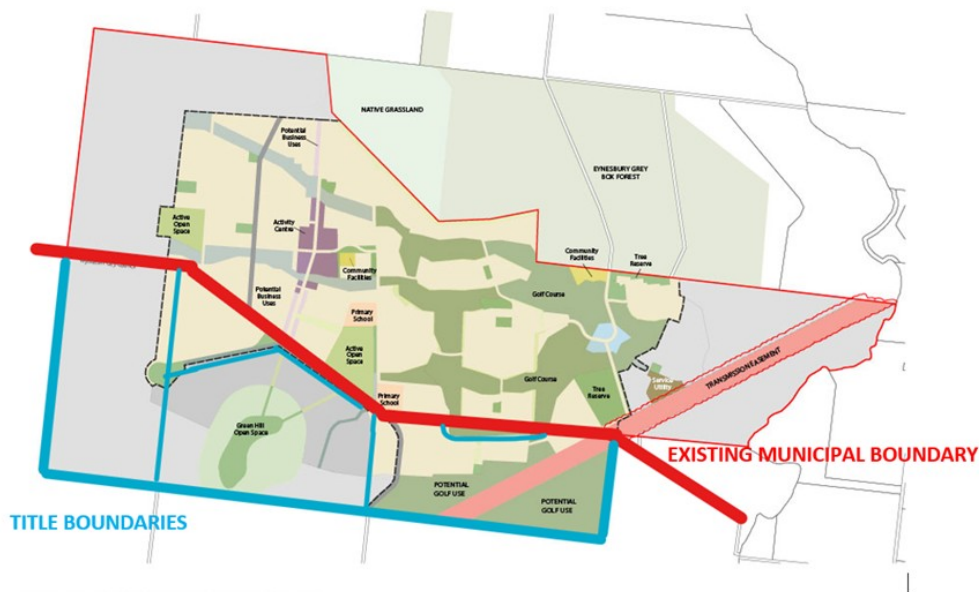 NATIVE GRASSLAND
Potential
Business
Uses
EYNESBURY GREY
BOX FOREST
Active
Open
Space
Activity
Centre
Community
Facilities
Community
Facilities
Tree
Reserve
Potential
Business
Uses
Golf Course
Primary
School
Active
Open
Space
TRANSMISSION EASEMENT
Golf Course
Service
Utility
Primary
School
Tree
Reserve
Green Hill
Open Space
EXISTING MUNICIPAL BOUNDARY
POTENTIAL
GOLF USE
POTENTIAL
GOLF USE
TITLE BOUNDARIES